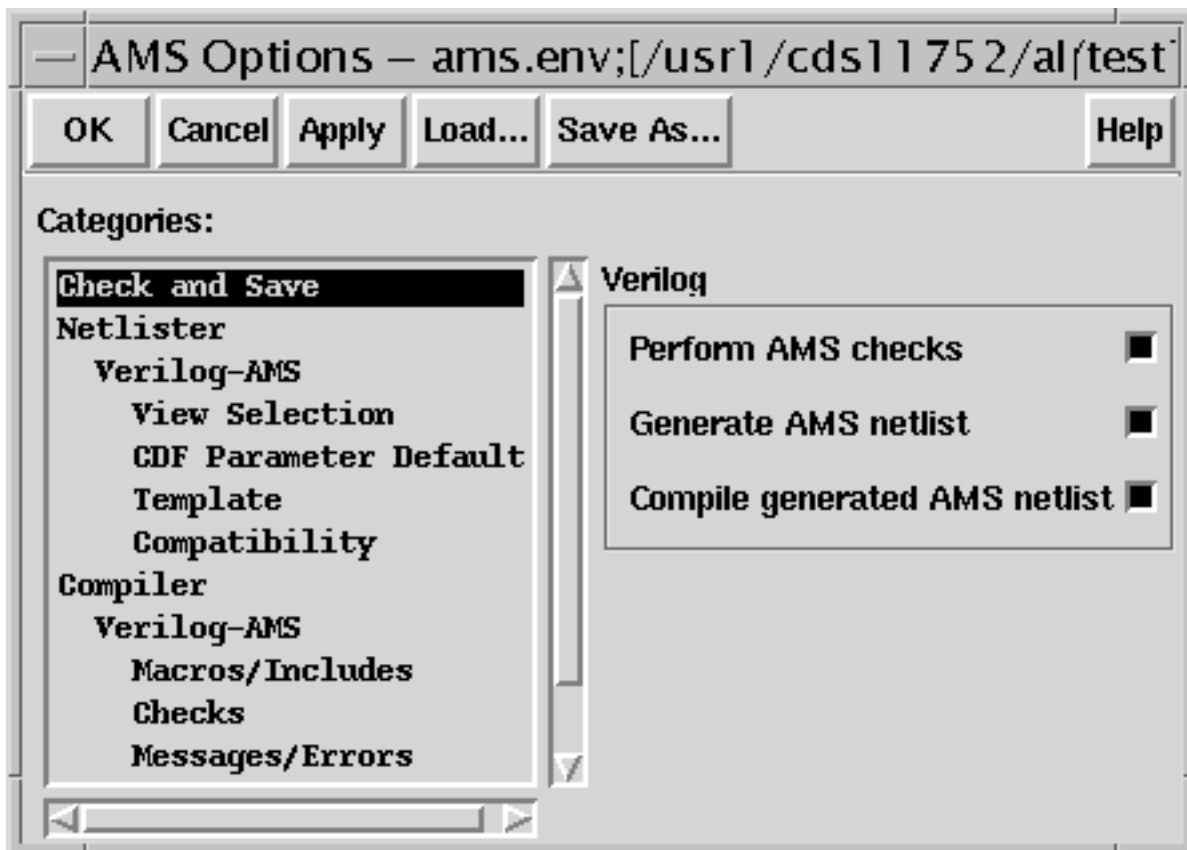 AMS Options – ams.env;[/usr1/cds11752/al/test
OK Cancel Apply Load... Save As... Help
Categories:
Check and Save
Netlister
Verilog-AMS
View Selection
CDF Parameter Default
Template
Compatibility
Compiler
Verilog-AMS
Macros/Includes
Checks
Messages/Errors
Verilog
Perform AMS checks
Generate AMS netlist
Compile generated AMS netlist